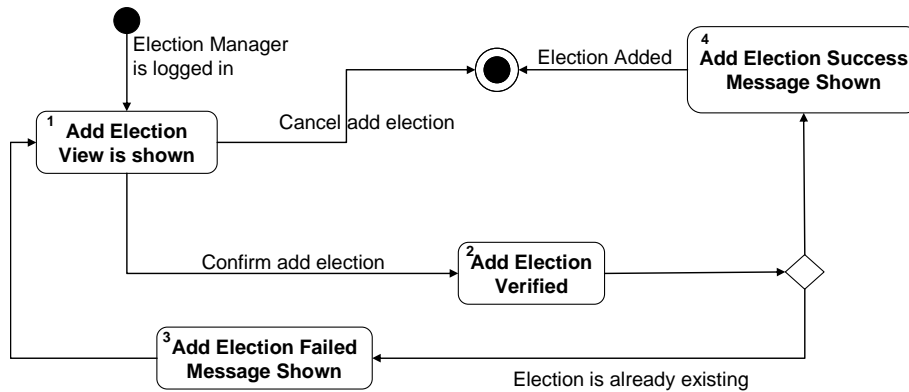 Election Manager
is logged in
1
Add Election
View is shown
Cancel add election
Election Added
4
Add Election Success
Message Shown
Confirm add election
2
Add Election
Verified
3
Add Election Failed
Message Shown
Election is already existing